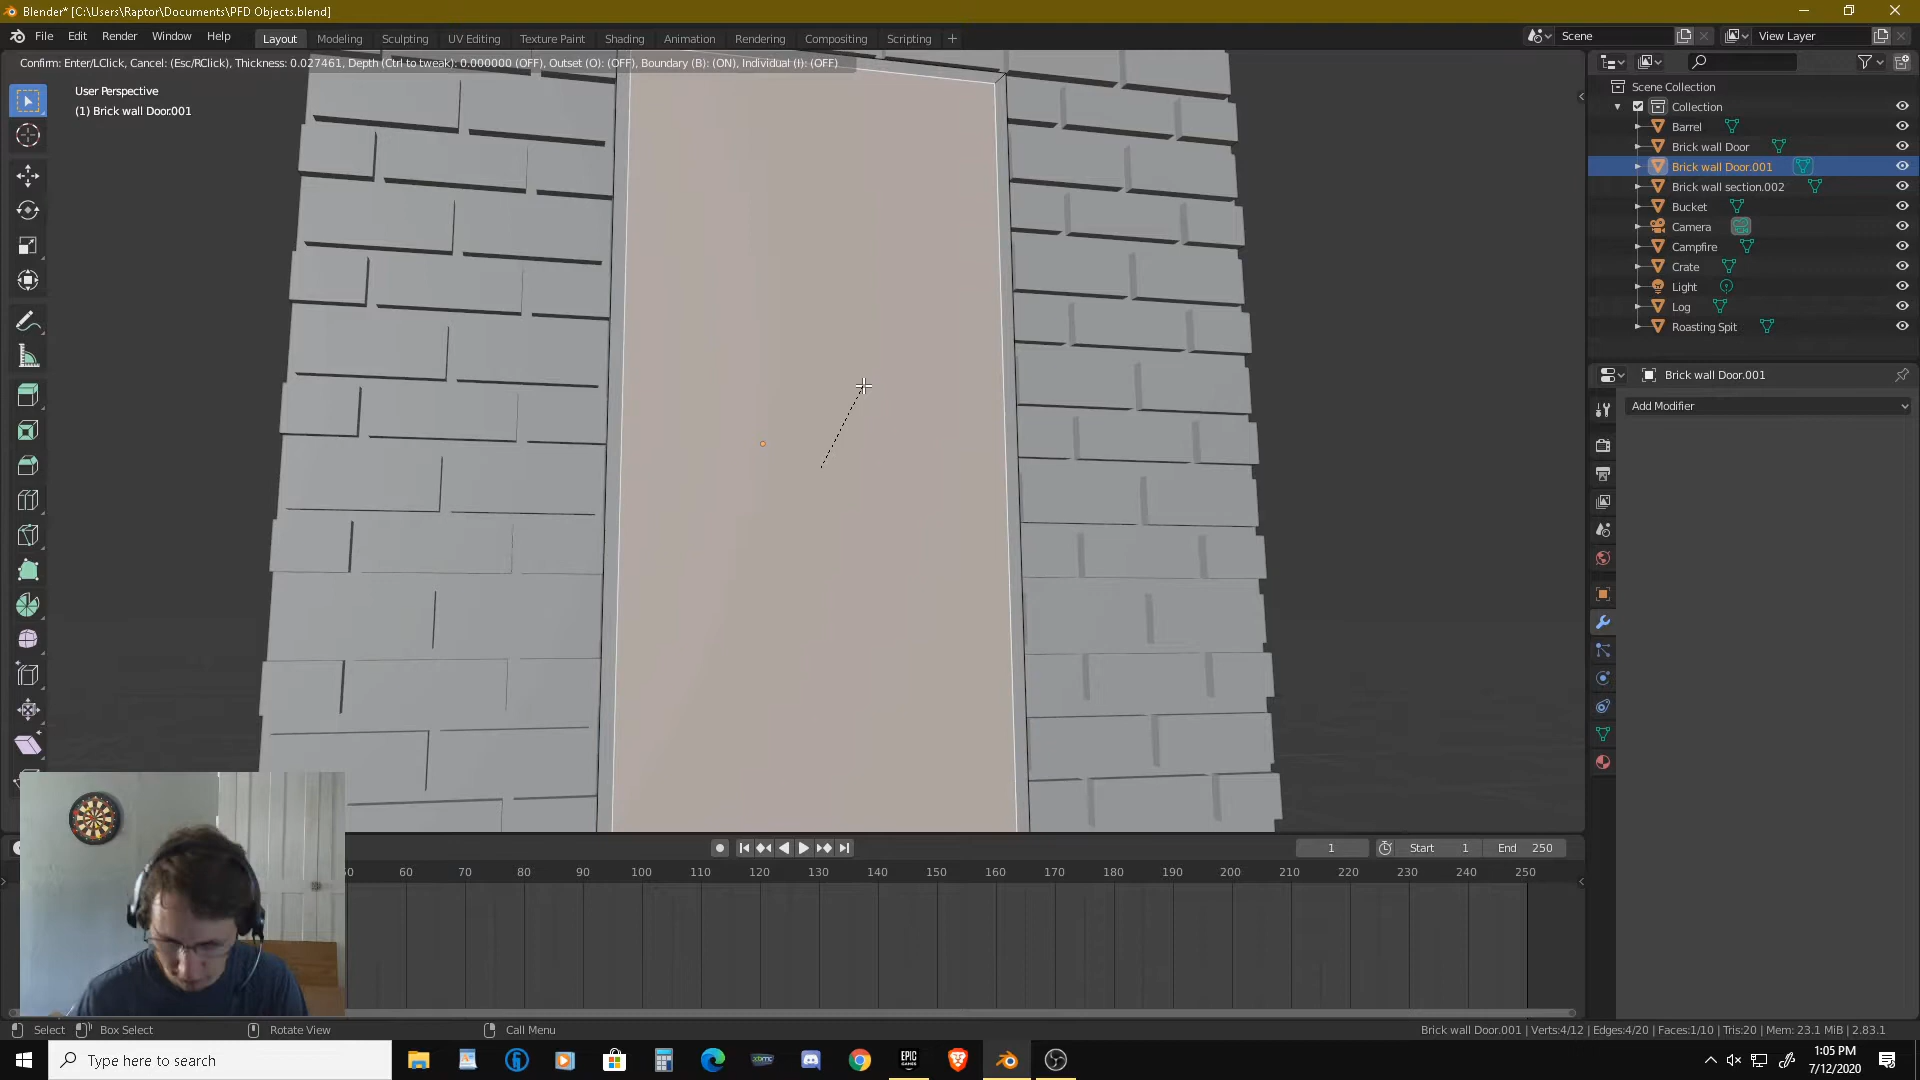 Blender* [C:\Users\Raptor\Documents\PFD Objects.blend]
File Edit Render Window Help Layout Modeling Sculpting UV Editing Texture Paint Shading Animation Rendering Compositing Scripting Scene View Layer
Confirm: Enter/LClick, Cancel: (Esc/RClick), Thickness: 0.027461, Depth (Ctrl to tweak): 0.000000 (OFF), Outset (O): (OFF), Boundary (B): (ON), Individual (I): (OFF)
User Perspective
(1) Brick wall Door.001
Scene Collection
Collection
Barrel
Brick wall Door
Brick wall Door.001
Brick wall section.002
Bucket
Camera
Campfire
Crate
Light
Log
Roasting Spit
Brick wall Door.001
Add Modifier
1 Start 1 End 250
50 60 70 80 90 100 110 120 130 140 150 160 170 180 190 200 210 220 230 240 250
Select Box Select Rotate View Call Menu Brick wall Door.001 | Verts:4/12 | Edges:4/20 | Faces:1/10 | Tris:20 | Mem: 23.1 MiB | 2.83.1
Type here to search
EPIC GAMES
1:05 PM
7/12/2020